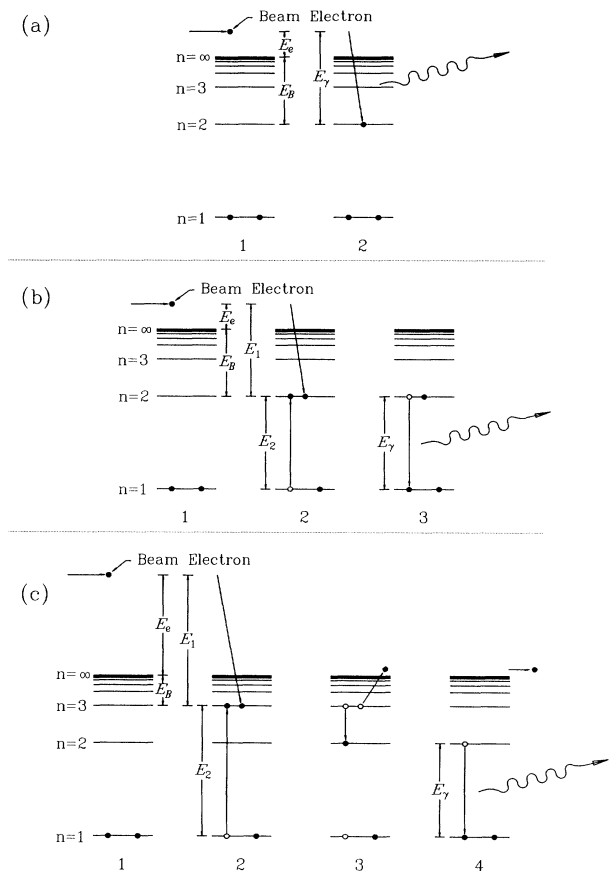 (a)
Beam Electron
E_e
n=∞
n=3
E_B
E_γ
n=2
n=1
1 2
(b)
Beam Electron
E_e
n=∞
E_1
n=3
E_B
n=2
E_2
E_γ
n=1
1 2 3
(c)
Beam Electron
E_e
E_1
n=∞
E_B
n=3
n=2
E_2
E_γ
n=1
1 2 3 4